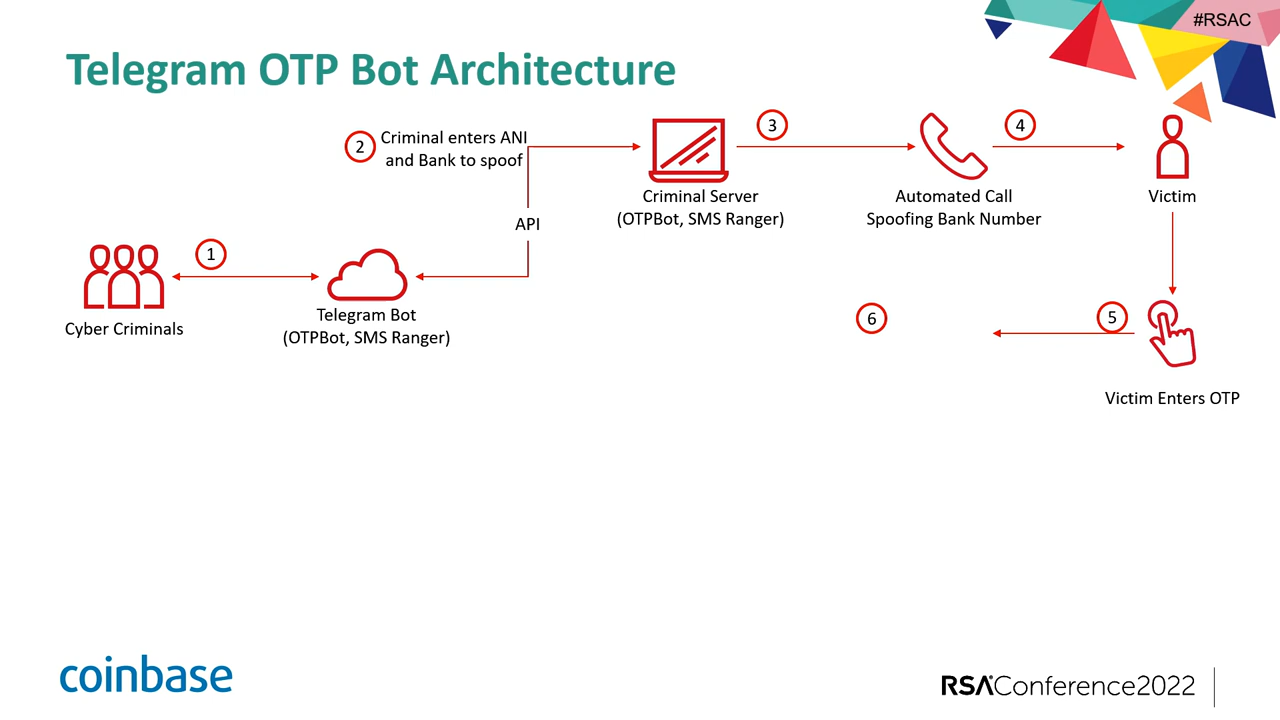 #RSAC
Telegram OTP Bot Architecture
2
Criminal enters ANI
and Bank to spoof
3
4
Criminal Server
(OTPBot, SMS Ranger)
Automated Call
Spoofing Bank Number
Victim
API
1
Cyber Criminals
Telegram Bot
(OTPBot, SMS Ranger)
6
5
Victim Enters OTP
coinbase
RSAConference2022